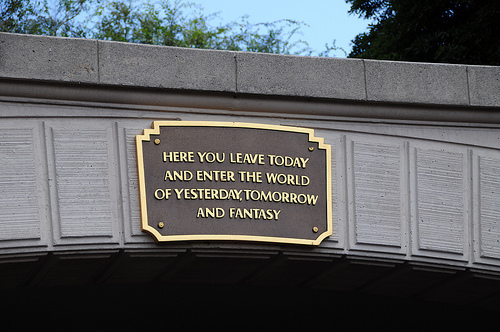 HERE YOU LEAVE TODAY
AND ENTER THE WORLD
OF YESTERDAY, TOMORROW
AND FANTASY